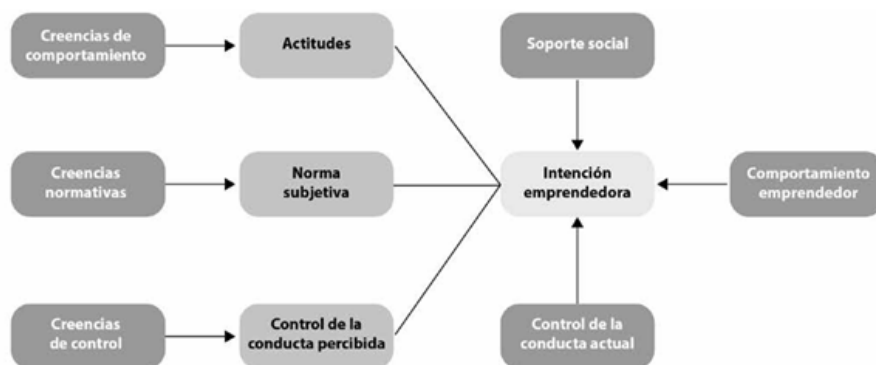 Creencias de
comportamiento
Actitudes
Soporte social
Creencias
normativas
Norma
subjetiva
Intención
emprendedora
Comportamiento
emprendedor
Creencias
de control
Control de la
conducta percibida
Control de la
conducta actual